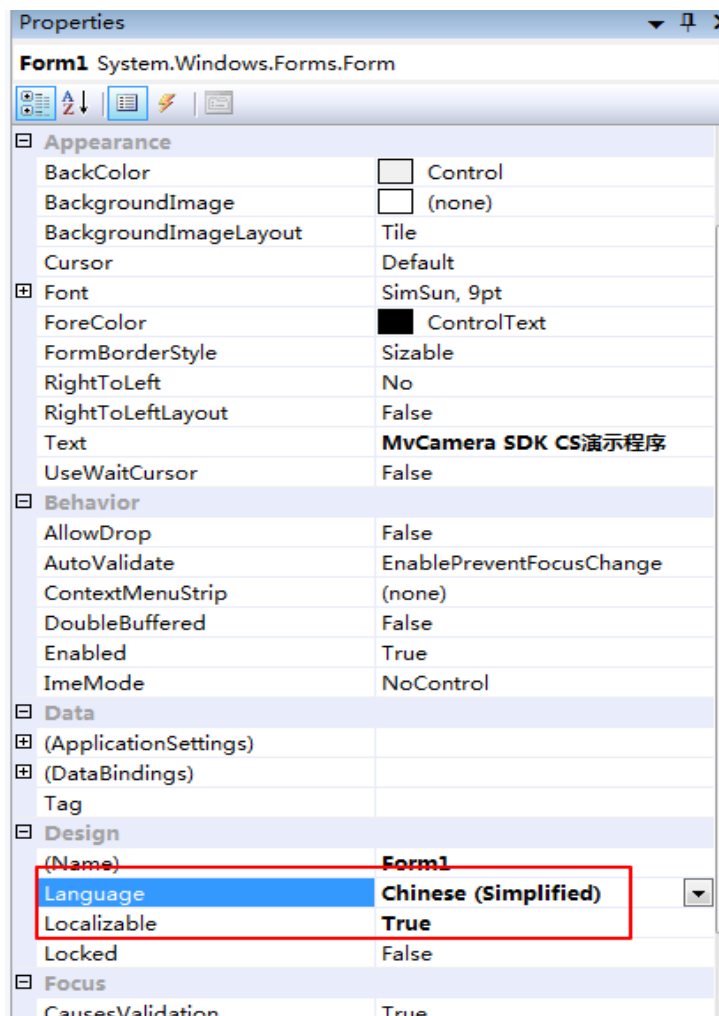 Properties
Form1 System.Windows.Forms.Form
Appearance
BackColor Control
BackgroundImage (none)
BackgroundImageLayout Tile
Cursor Default
Font SimSun, 9pt
ForeColor ControlText
FormBorderStyle Sizable
RightToLeft No
RightToLeftLayout False
Text MvCamera SDK CS演示程序
UseWaitCursor False
Behavior
AllowDrop False
AutoValidate EnablePreventFocusChange
ContextMenuStrip (none)
DoubleBuffered False
Enabled True
ImeMode NoControl
Data
(ApplicationSettings)
(DataBindings)
Tag
Design
(Name) Form1
Language Chinese (Simplified)
Localizable True
Locked False
Focus
CausesValidation True